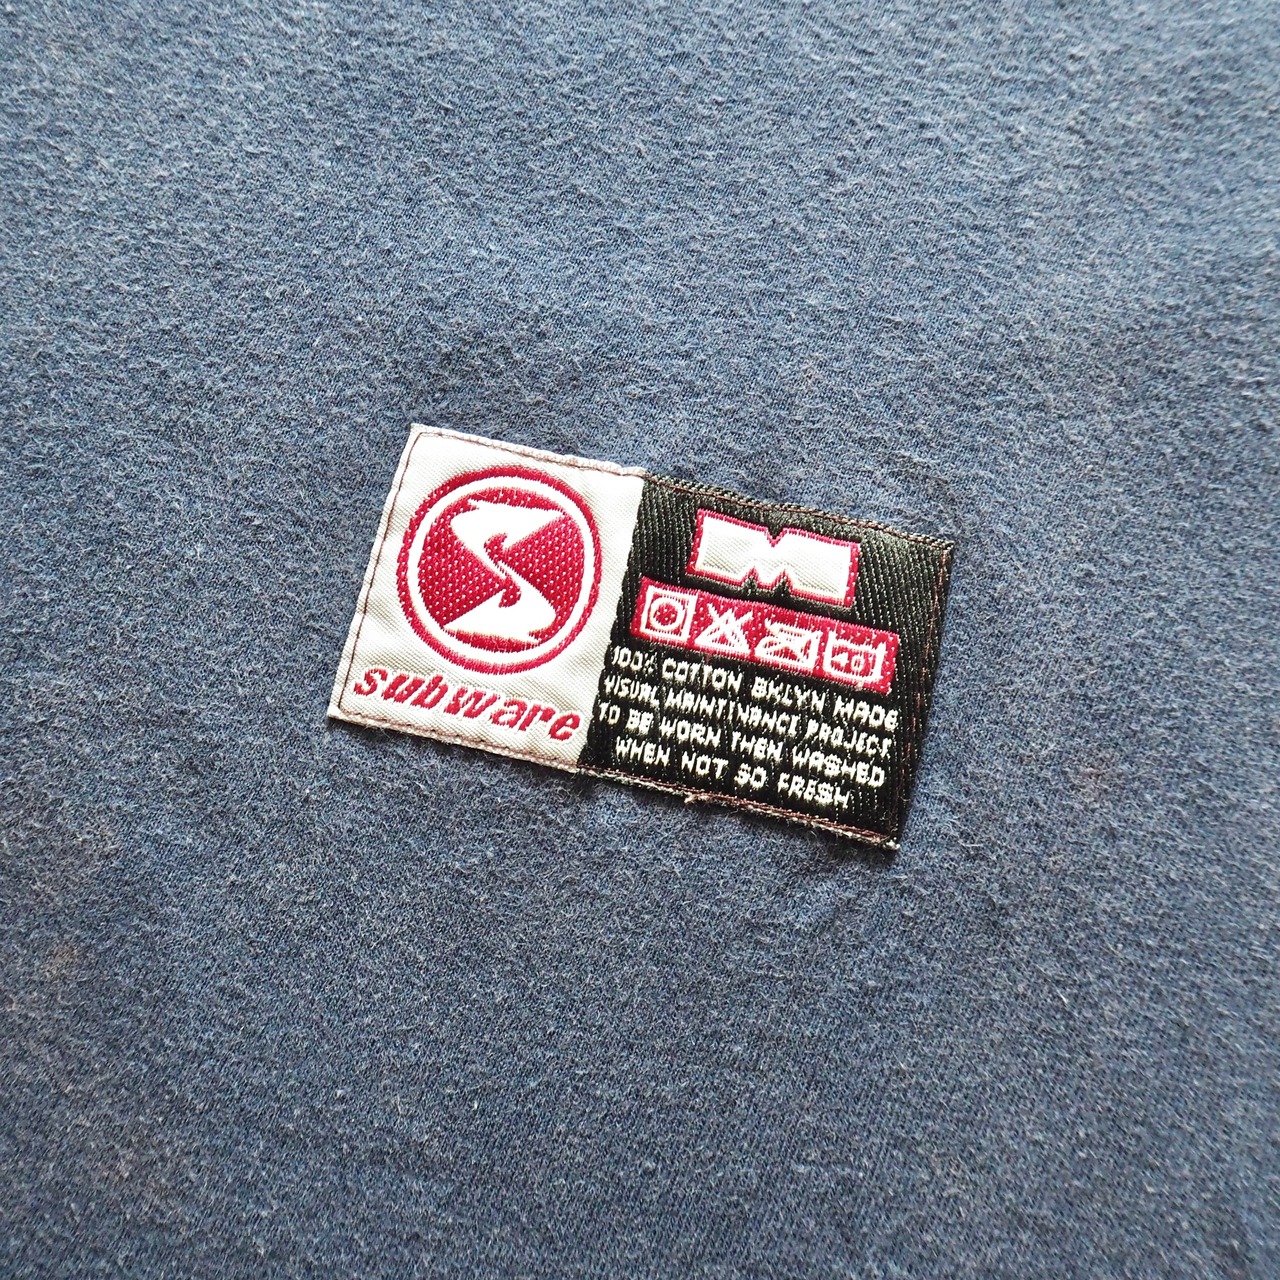 subware
M
100% COTTON BKLYN MADE
VISUAL MAINTINANCE PROJECT
TO BE WORN THEN WASHED
WHEN NOT SO FRESH